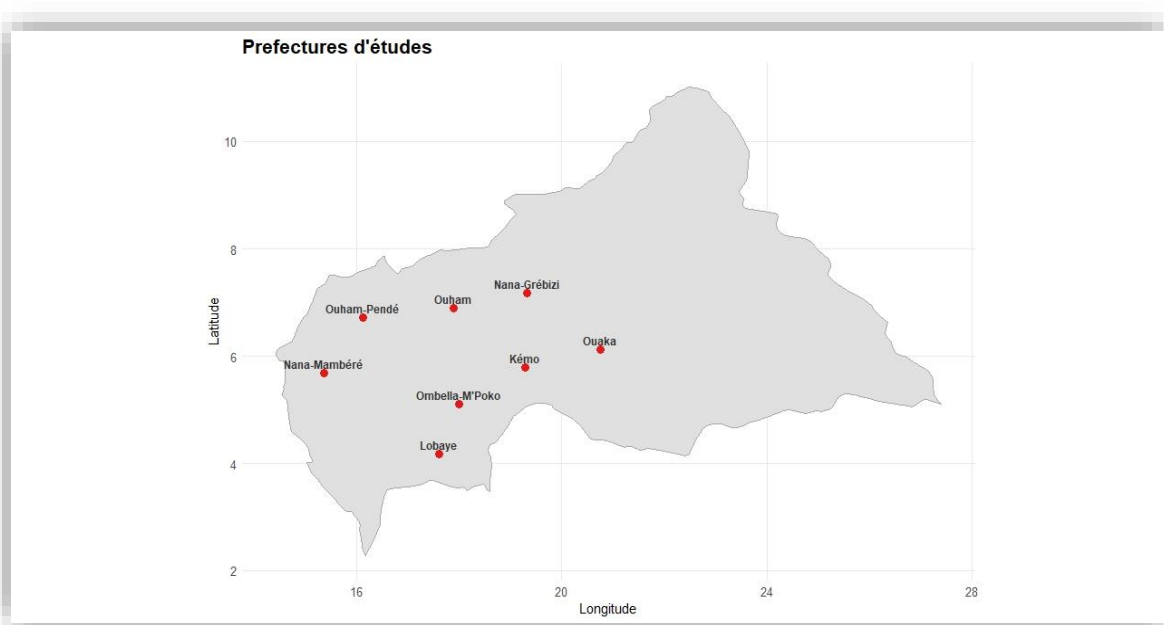 Prefectures d'études
10
8
6
4
2
Latitude
Nana-Grébizi
Ouham
Ouham-Pendé
Ouaka
Kémo
Nana-Mambéré
Ombella-M'Poko
Lobaye
16
20
24
28
Longitude